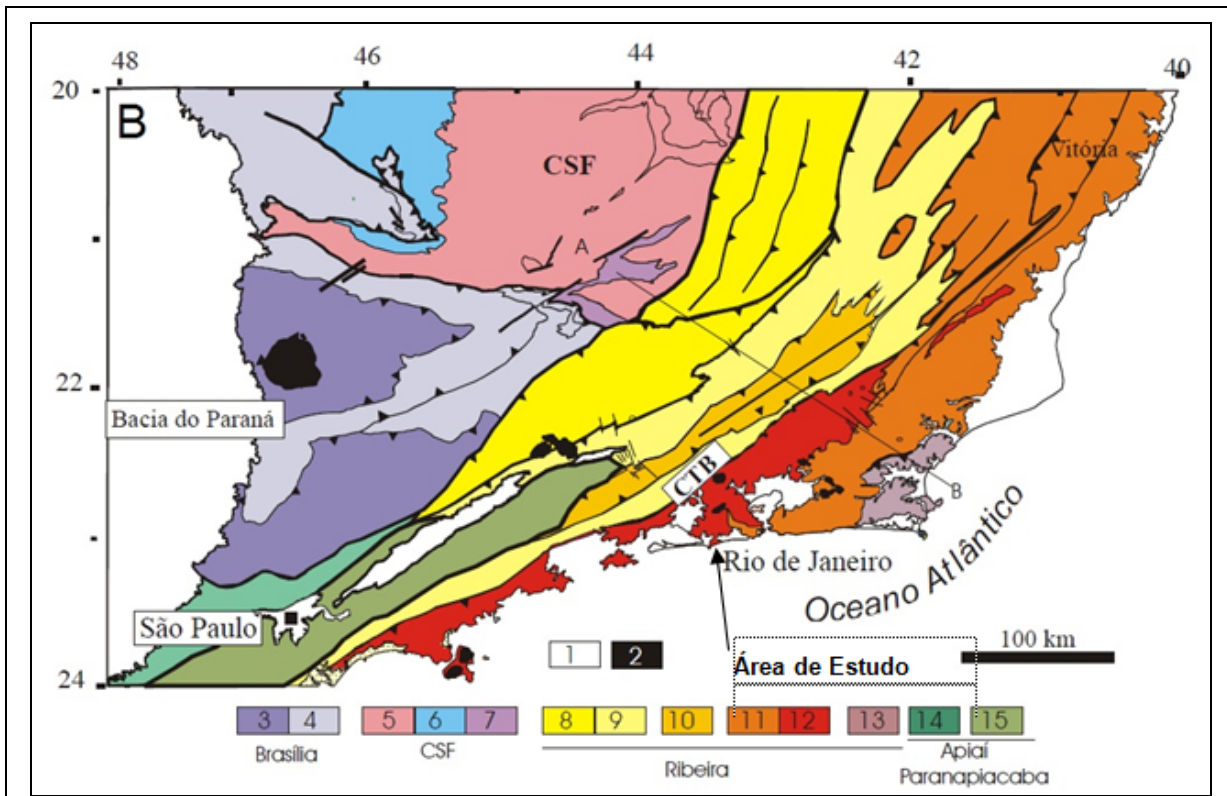 48 46 44 42 40
20
B
CSF
Vitória
A
22
Bacia do Paraná
CTB
B
Rio de Janeiro
Oceano Atlântico
São Paulo
1 2
100 km
Área de Estudo
24
3 4 5 6 7 8 9 10 11 12 13 14 15
Brasília CSF Ribeira Apiaí
Paranapiacaba